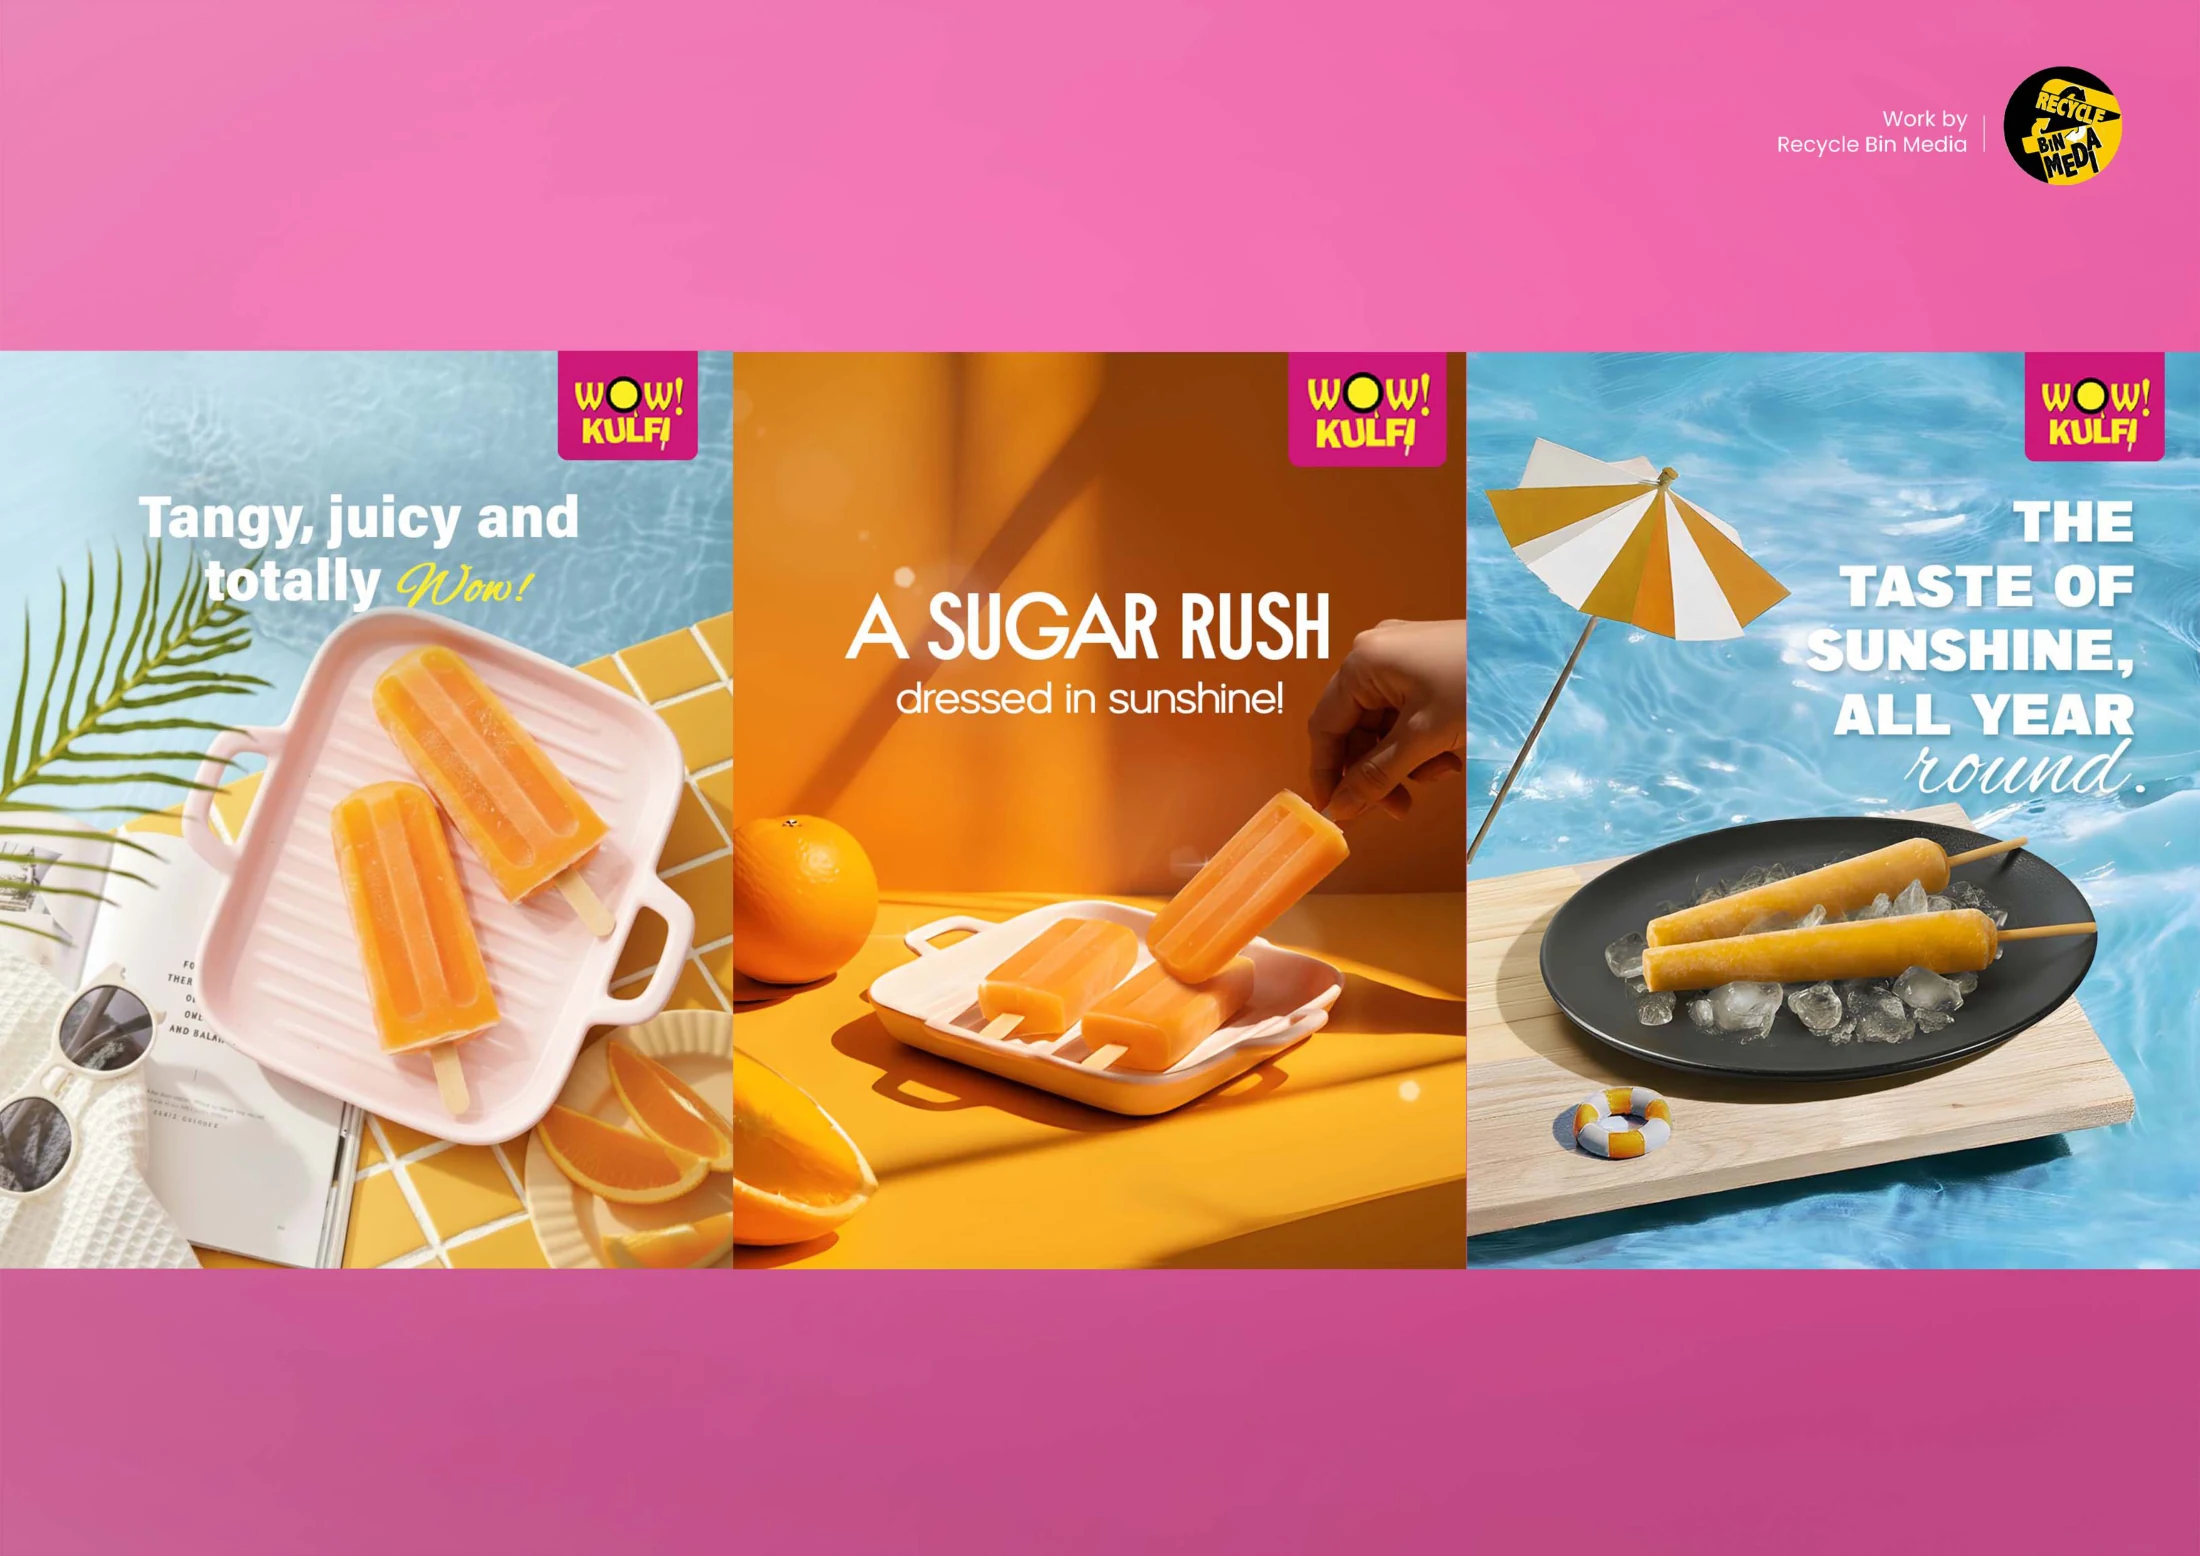 Work by
Recycle Bin Media
RECYCLE
BIN
MEDIA
WOW!
KULFI
Tangy, juicy and
totally Wow!
AND
WOW!
KULFI
A SUGAR RUSH
dressed in sunshine!
WOW!
KULFI
THE
TASTE OF
SUNSHINE,
ALL YEAR
round.